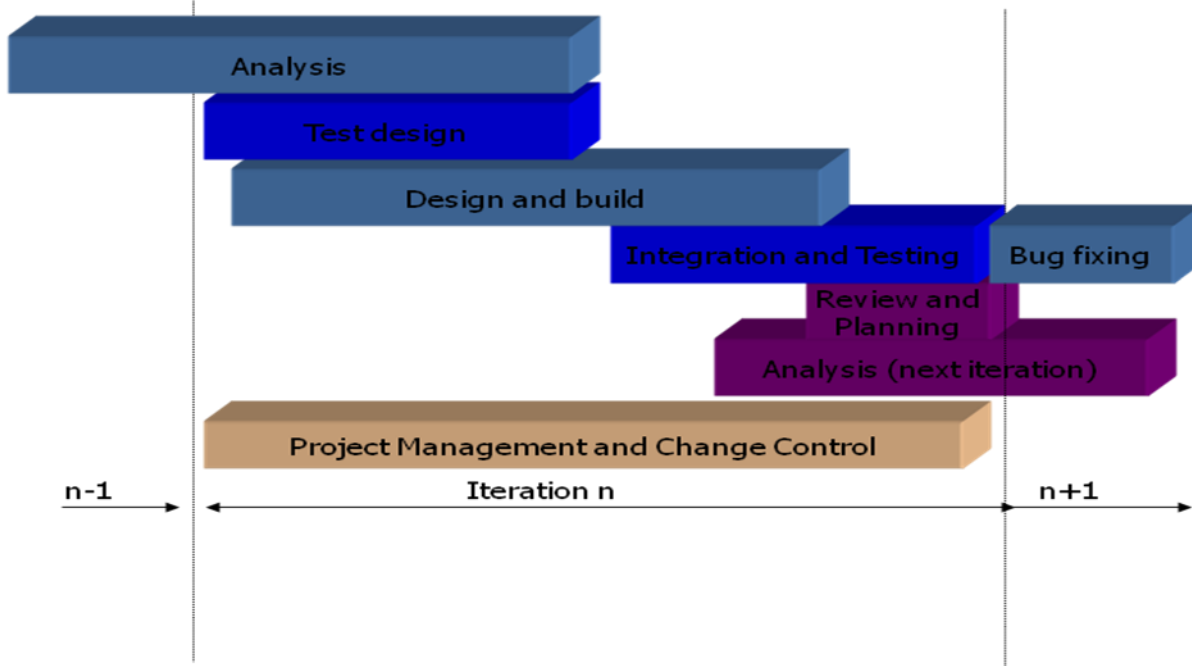 Analysis
Test design
Design and build
Integration and Testing
Bug fixing
Review and
Planning
Analysis (next iteration)
Project Management and Change Control
n-1
Iteration n
n+1